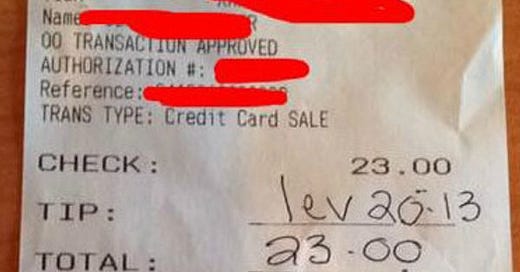 Name
00 TRANSACTION APPROVED
AUTHORIZATION #:
Reference:
TRANS TYPE: Credit Card SALE
CHECK: 23.00
TIP: lev 20:13
TOTAL: 23.00